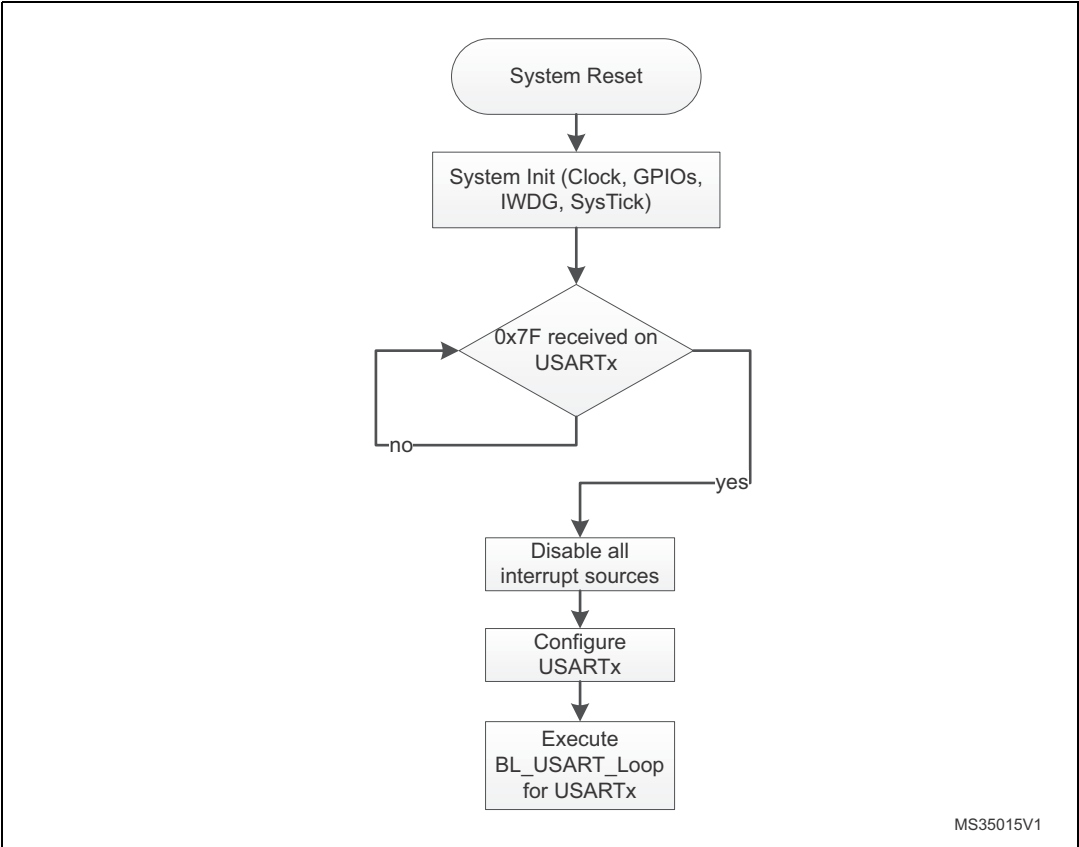 System Reset
System Init (Clock, GPIOs,
IWDG, SysTick)
0x7F received on
USARTx
no
yes
Disable all
interrupt sources
Configure
USARTx
Execute
BL_USART_Loop
for USARTx
MS35015V1